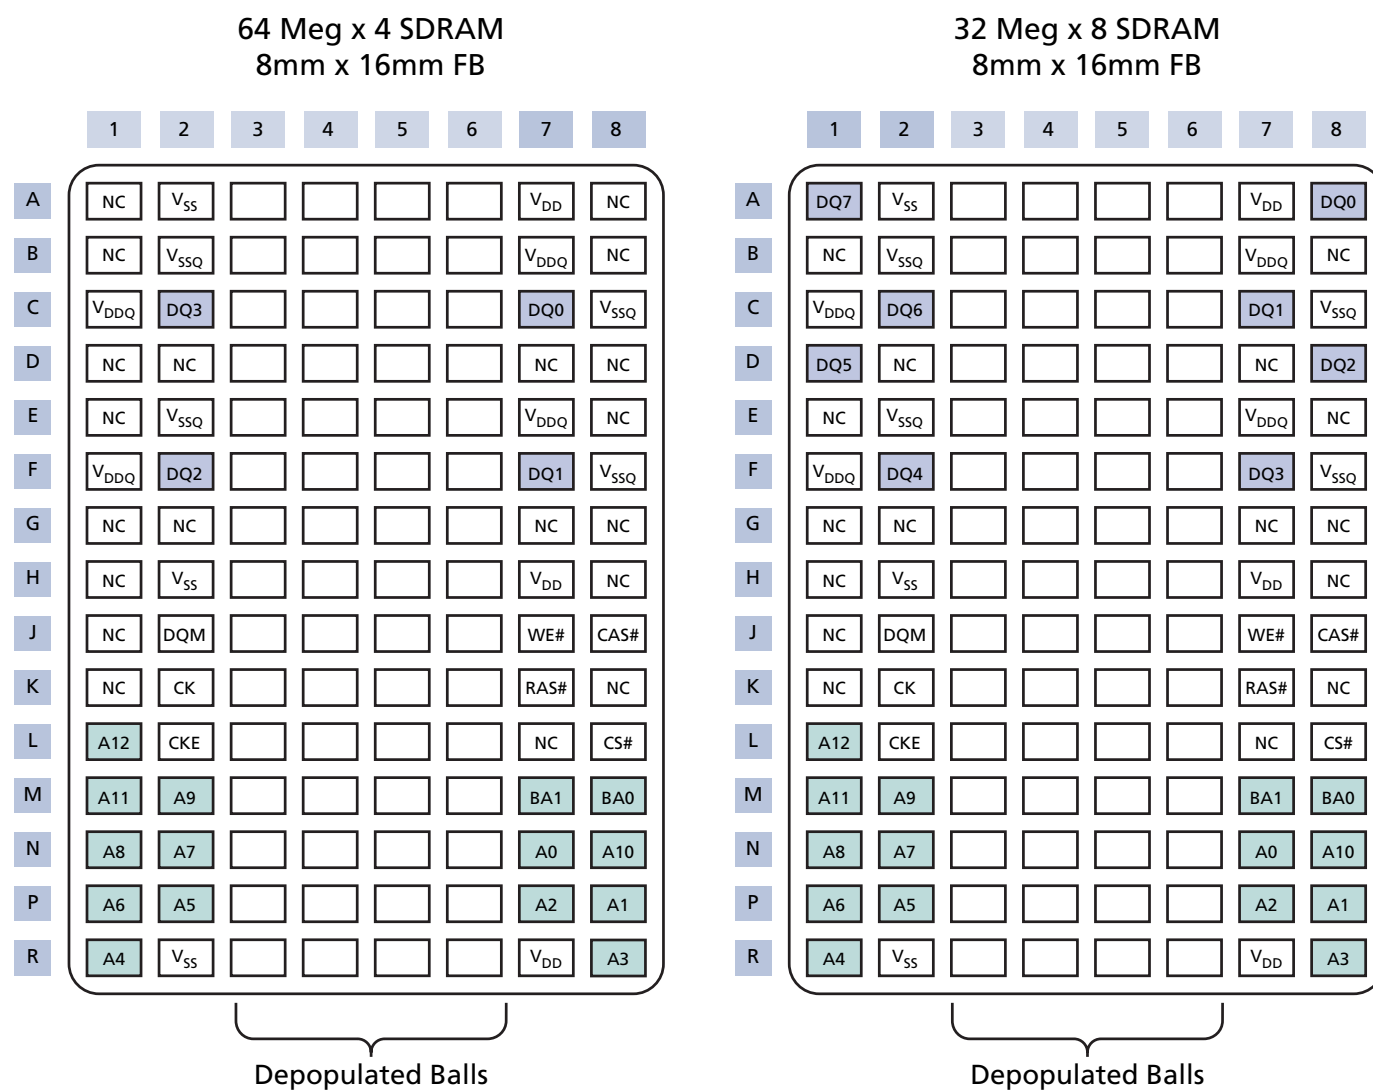 64 Meg x 4 SDRAM
8mm x 16mm FB
1 2 3 4 5 6 7 8
A NC VSS VDD NC
B NC VSSQ VDDQ NC
C VDDQ DQ3 DQ0 VSSQ
D NC NC NC NC
E NC VSSQ VDDQ NC
F VDDQ DQ2 DQ1 VSSQ
G NC NC NC NC
H NC VSS VDD NC
J NC DQM WE# CAS#
K NC CK RAS# NC
L A12 CKE NC CS#
M A11 A9 BA1 BA0
N A8 A7 A0 A10
P A6 A5 A2 A1
R A4 VSS VDD A3
Depopulated Balls
32 Meg x 8 SDRAM
8mm x 16mm FB
1 2 3 4 5 6 7 8
A DQ7 VSS VDD DQ0
B NC VSSQ VDDQ NC
C VDDQ DQ6 DQ1 VSSQ
D DQ5 NC NC DQ2
E NC VSSQ VDDQ NC
F VDDQ DQ4 DQ3 VSSQ
G NC NC NC NC
H NC VSS VDD NC
J NC DQM WE# CAS#
K NC CK RAS# NC
L A12 CKE NC CS#
M A11 A9 BA1 BA0
N A8 A7 A0 A10
P A6 A5 A2 A1
R A4 VSS VDD A3
Depopulated Balls